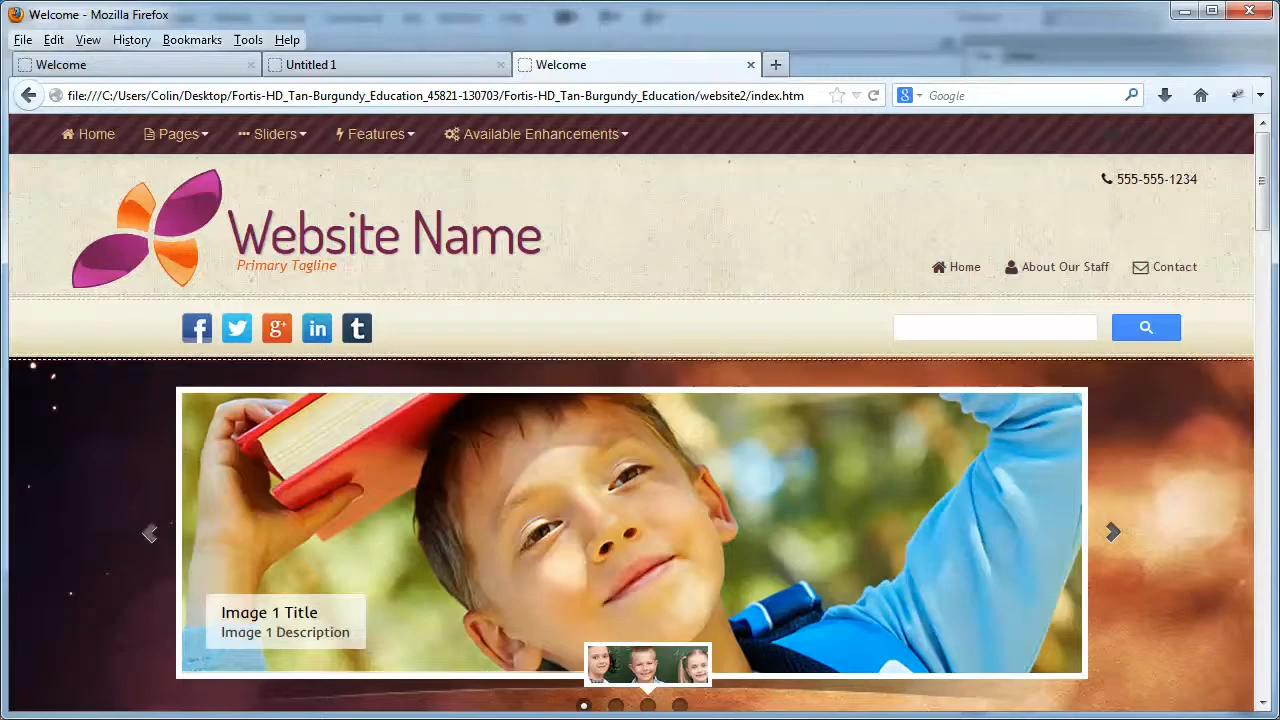 Welcome - Mozilla Firefox
File Edit View History Bookmarks Tools Help
Welcome Untitled 1 Welcome
file:///C:/Users/Colin/Desktop/Fortis-HD_Tan-Burgundy_Education_45821-130703/Fortis-HD_Tan-Burgundy_Education/website2/index.htm Google
Home Pages Sliders Features Available Enhancements
555-555-1234
Website Name
Primary Tagline
Home About Our Staff Contact
Image 1 Title
Image 1 Description